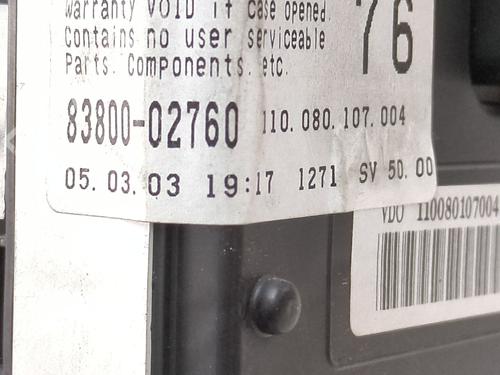 Warranty VOID if case opened.
Contains no user serviceable
Parts. Components. etc.
76
83800-02760 110.080.107.004
05.03.03 19:17 1271 SV 50.00
VDO 110080107004